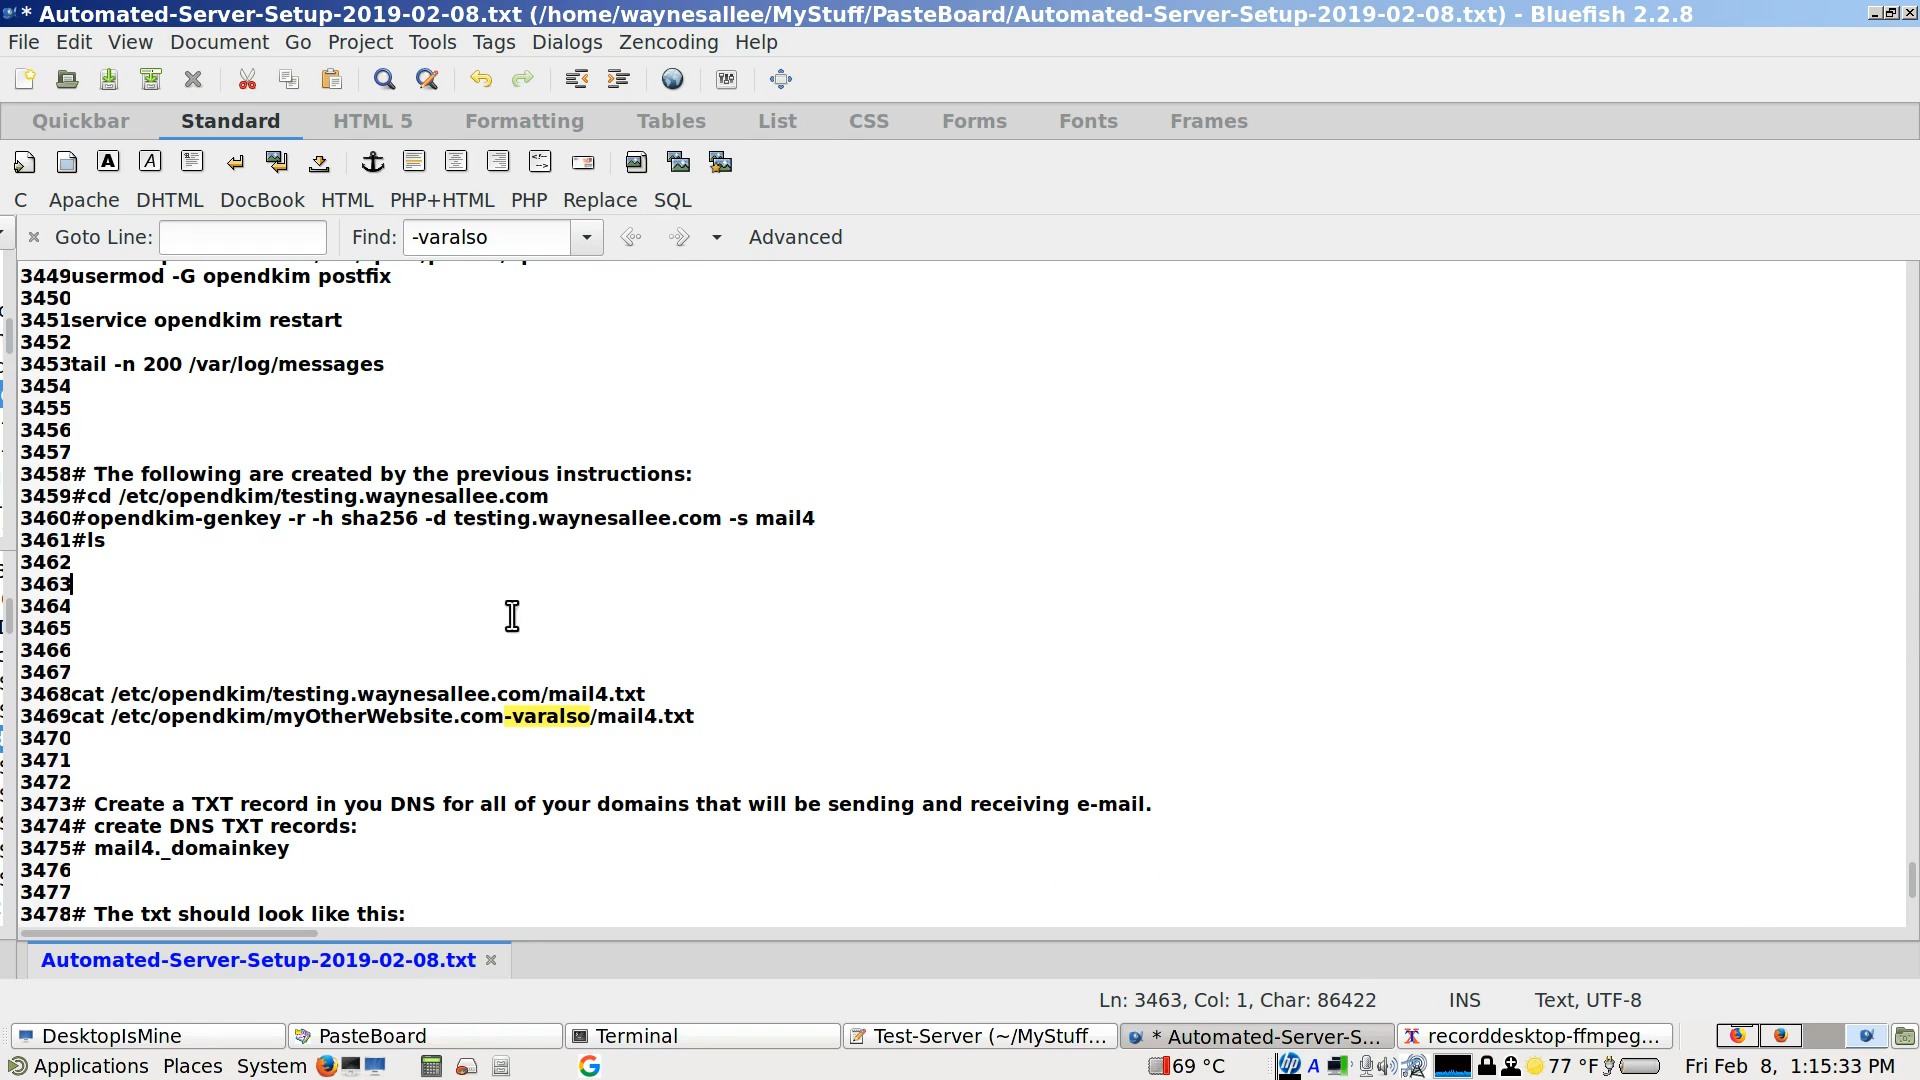 * Automated-Server-Setup-2019-02-08.txt (/home/waynesallee/MyStuff/PasteBoard/Automated-Server-Setup-2019-02-08.txt) - Bluefish 2.2.8
File Edit View Document Go Project Tools Tags Dialogs Zencoding Help
Quickbar Standard HTML 5 Formatting Tables List CSS Forms Fonts Frames
C Apache DHTML DocBook HTML PHP+HTML PHP Replace SQL
Goto Line: Find: -varalso Advanced
3449usermod -G opendkim postfix
3450
3451service opendkim restart
3452
3453tail -n 200 /var/log/messages
3454
3455
3456
3457
3458# The following are created by the previous instructions:
3459#cd /etc/opendkim/testing.waynesallee.com
3460#opendkim-genkey -r -h sha256 -d testing.waynesallee.com -s mail4
3461#ls
3462
3463
3464
3465
3466
3467
3468cat /etc/opendkim/testing.waynesallee.com/mail4.txt
3469cat /etc/opendkim/myOtherWebsite.com-varalso/mail4.txt
3470
3471
3472
3473# Create a TXT record in you DNS for all of your domains that will be sending and receiving e-mail.
3474# create DNS TXT records:
3475# mail4._domainkey
3476
3477
3478# The txt should look like this:
Automated-Server-Setup-2019-02-08.txt
Ln: 3463, Col: 1, Char: 86422 INS Text, UTF-8
DesktopIsMine PasteBoard Terminal Test-Server (~/MyStuff... * Automated-Server-S... recorddesktop-ffmpeg...
Applications Places System 69 °C A 77 °F Fri Feb 8, 1:15:33 PM